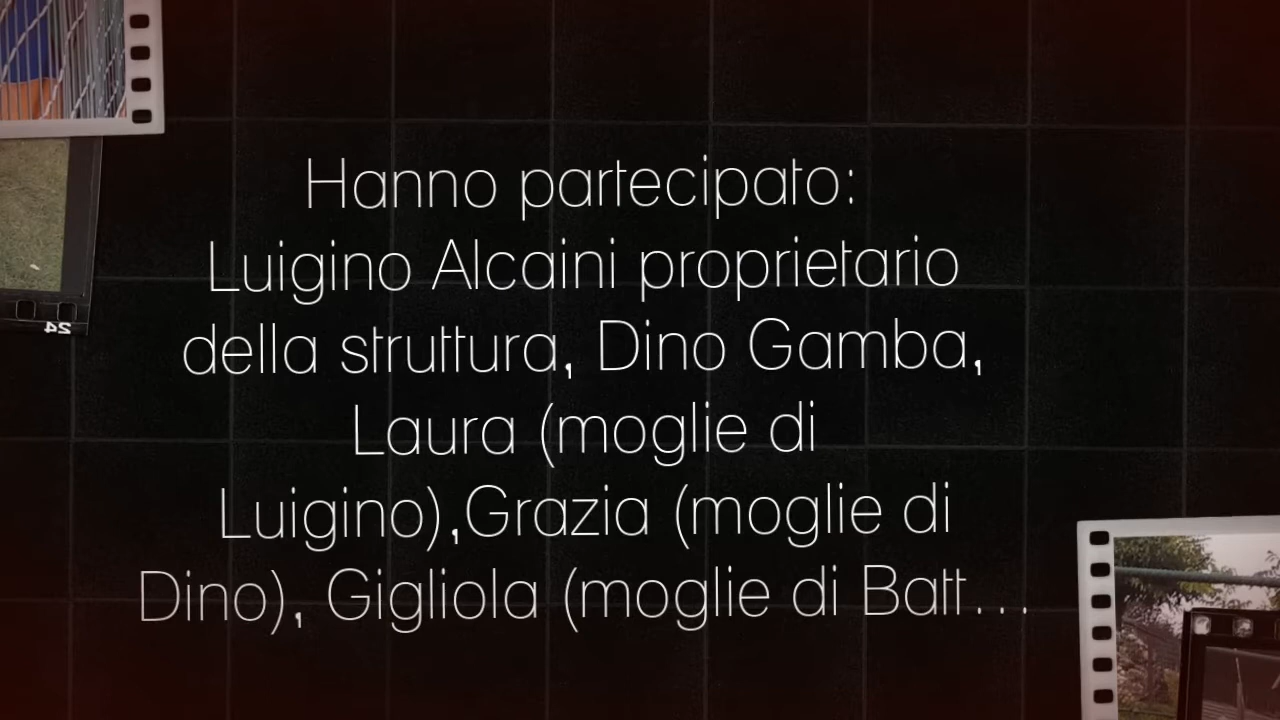 Hanno partecipato:
Luigino Alcaini proprietario
della struttura, Dino Gamba,
Laura (moglie di
Luigino),Grazia (moglie di
Dino), Gigliola (moglie di Batt...
24